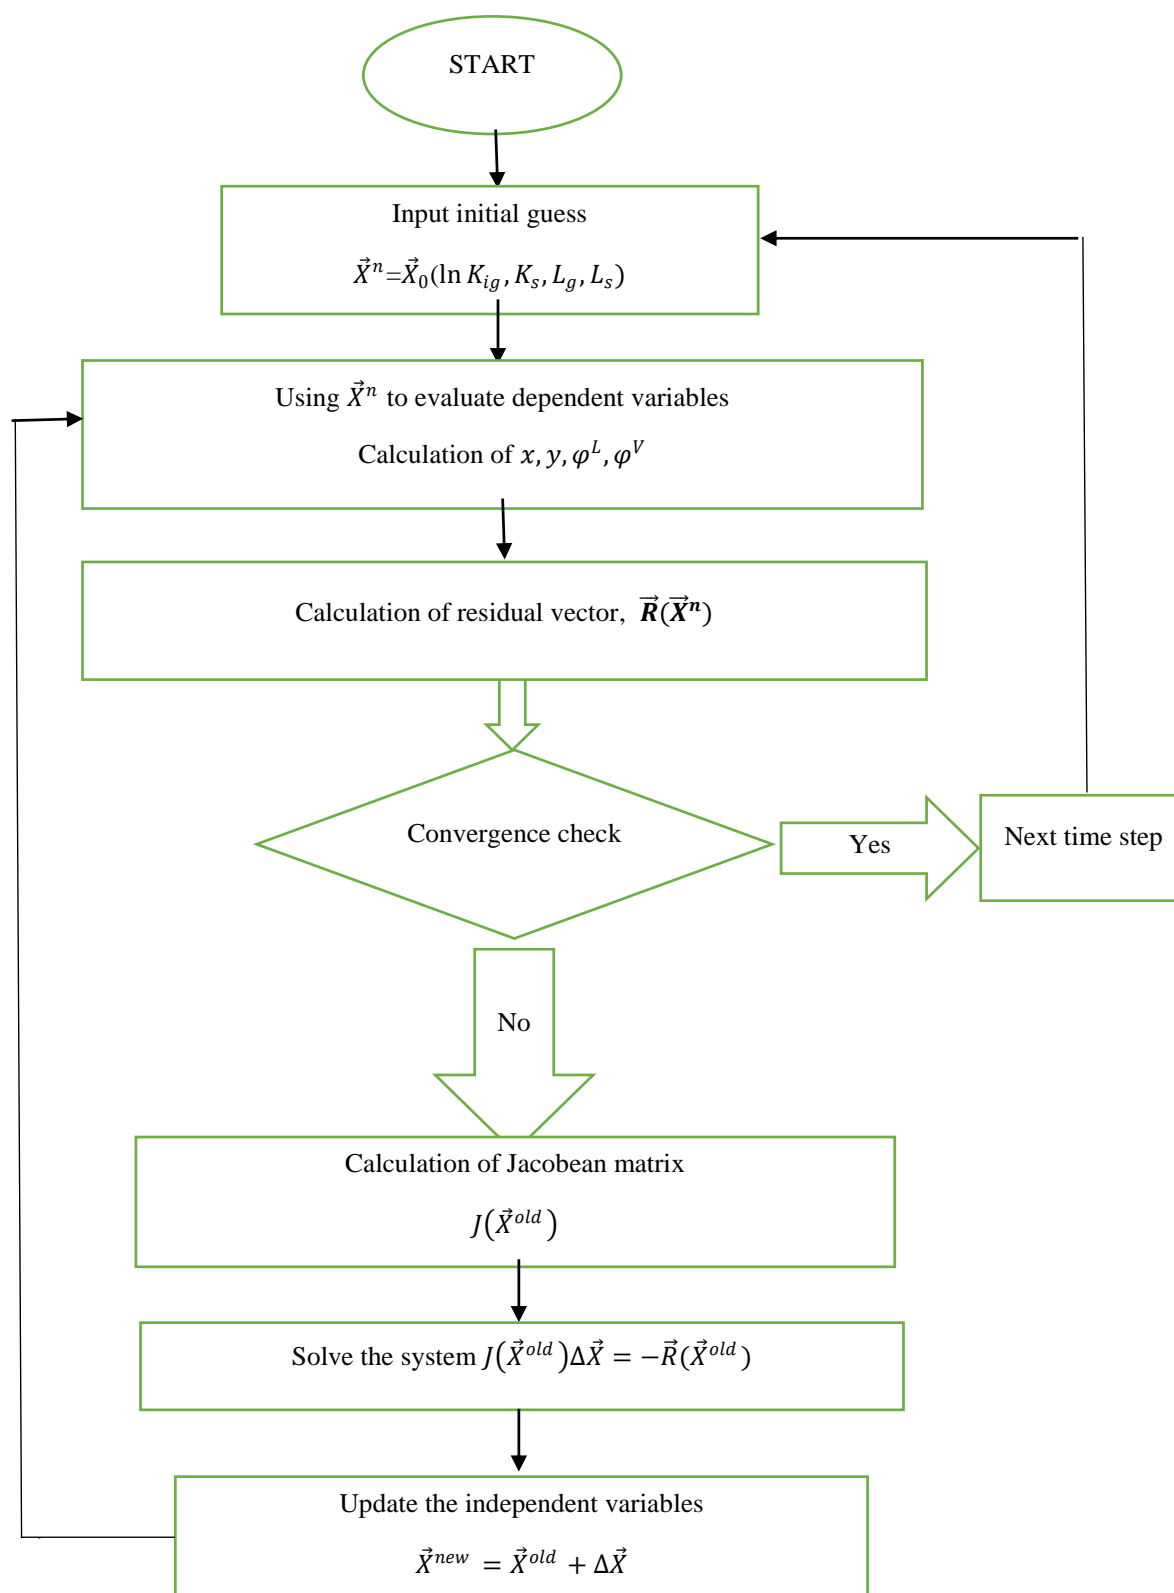 START
Input initial guess
X⃗ⁿ=X⃗₀(ln K_{ig}, K_s, L_g, L_s)
Using X⃗ⁿ to evaluate dependent variables
Calculation of x, y, φ^L, φ^V
Calculation of residual vector, R⃗(X⃗ⁿ)
Convergence check
Yes
Next time step
No
Calculation of Jacobean matrix
J(X⃗^{old})
Solve the system J(X⃗^{old})ΔX⃗ = −R⃗(X⃗^{old})
Update the independent variables
X⃗^{new} = X⃗^{old} + ΔX⃗